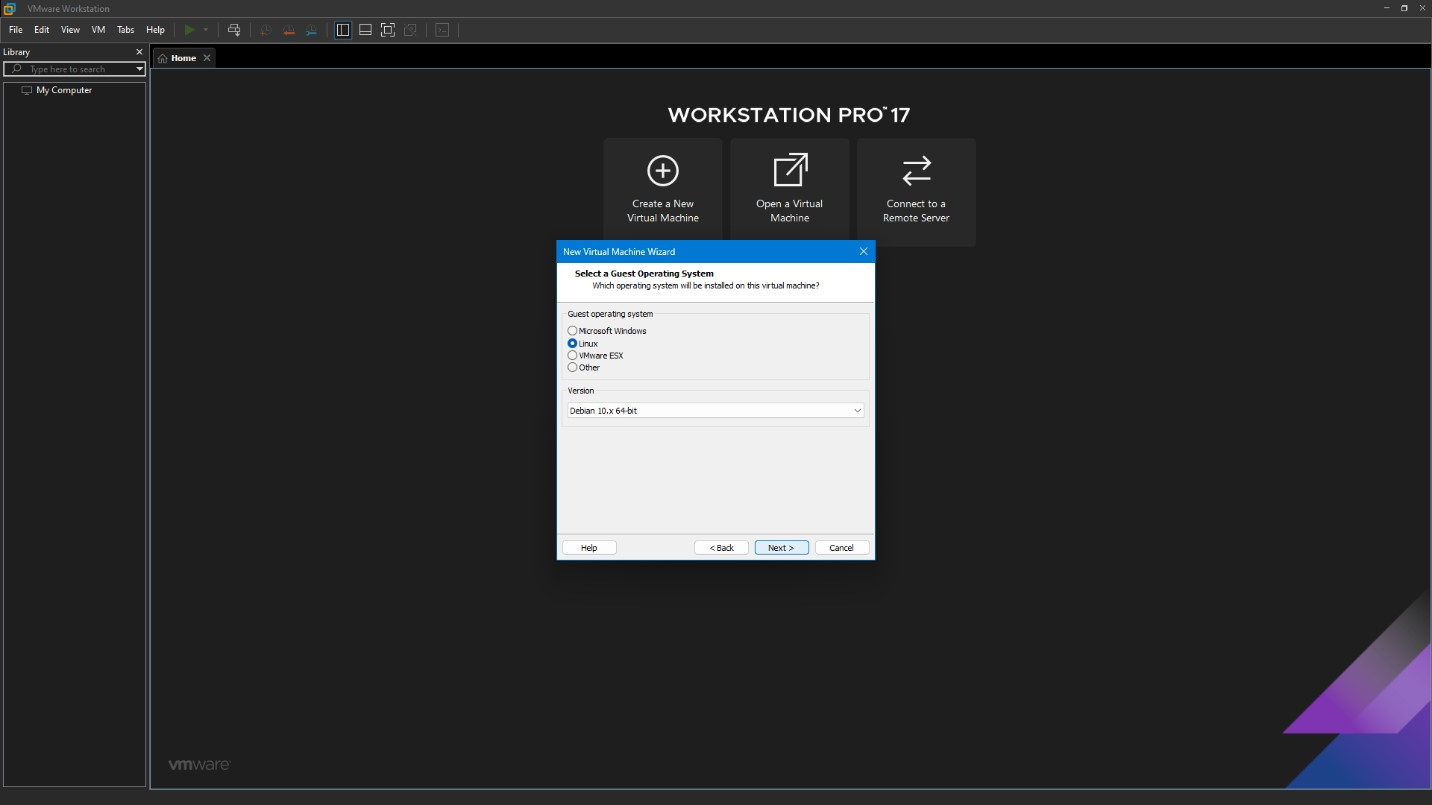 VMware Workstation
File Edit View VM Tabs Help
Library
Home
Type here to search
My Computer
WORKSTATION PRO™ 17
Create a New
Virtual Machine
Open a Virtual
Machine
Connect to a
Remote Server
New Virtual Machine Wizard
Select a Guest Operating System
Which operating system will be installed on this virtual machine?
Guest operating system
Microsoft Windows
Linux
VMware ESX
Other
Version
Debian 10.x 64-bit
Help
< Back
Next >
Cancel
vmware